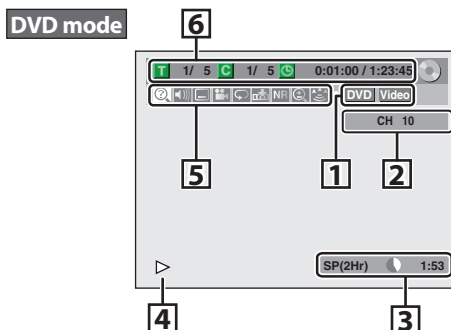 DVD mode
6
T 1/ 5 C 1/ 5 0:01:00 / 1:23:45
NR DVD Video
CH 10
5 1 2
SP(2Hr) 1:53
4 3